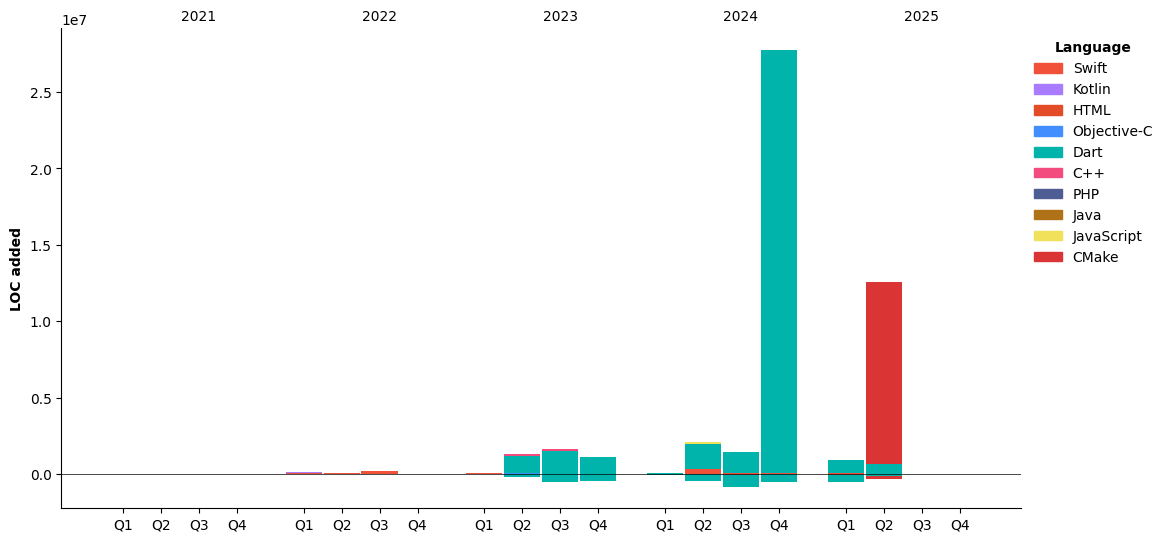 1e7
2021 2022 2023 2024 2025
2.5
2.0
1.5
1.0
0.5
0.0
LOC added
Q1 Q2 Q3 Q4 Q1 Q2 Q3 Q4 Q1 Q2 Q3 Q4 Q1 Q2 Q3 Q4 Q1 Q2 Q3 Q4
Language
Swift
Kotlin
HTML
Objective-C
Dart
C++
PHP
Java
JavaScript
CMake